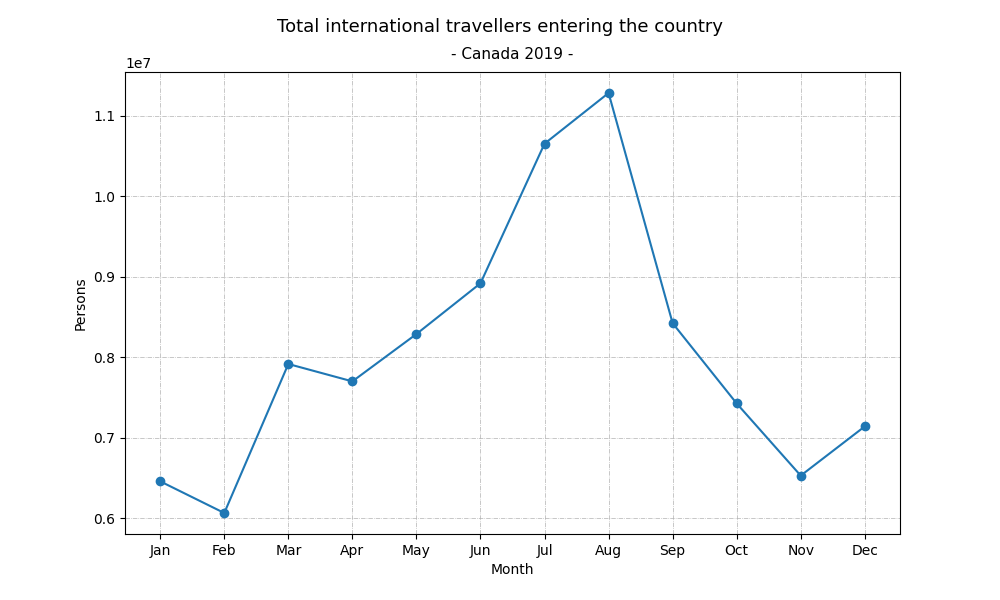 Total international travellers entering the country
- Canada 2019 -
1e7
1.1
1.0
0.9
0.8
0.7
0.6
Persons
Jan Feb Mar Apr May Jun Jul Aug Sep Oct Nov Dec
Month